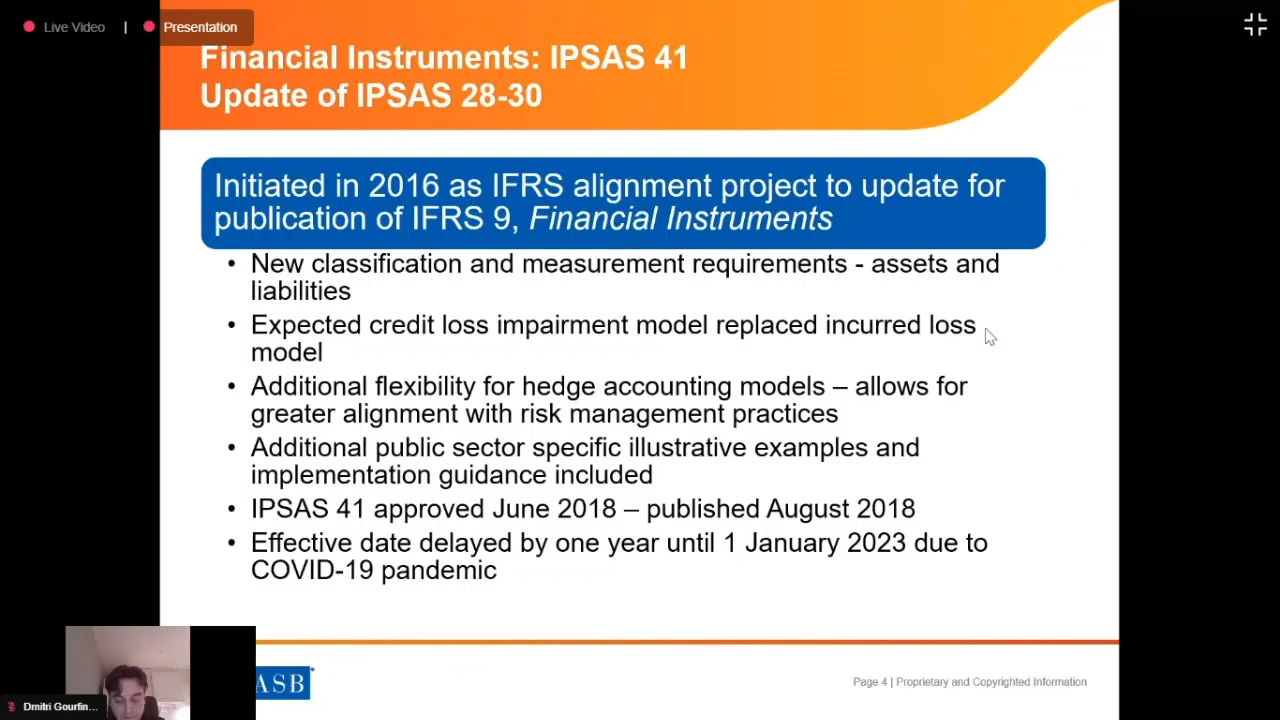 Live Video | Presentation
Financial Instruments: IPSAS 41
Update of IPSAS 28-30
Initiated in 2016 as IFRS alignment project to update for
publication of IFRS 9, Financial Instruments
• New classification and measurement requirements - assets and
liabilities
• Expected credit loss impairment model replaced incurred loss
model
• Additional flexibility for hedge accounting models – allows for
greater alignment with risk management practices
• Additional public sector specific illustrative examples and
implementation guidance included
• IPSAS 41 approved June 2018 – published August 2018
• Effective date delayed by one year until 1 January 2023 due to
COVID-19 pandemic
ASB
Page 4 | Proprietary and Copyrighted Information
Dmitri Gourfin...